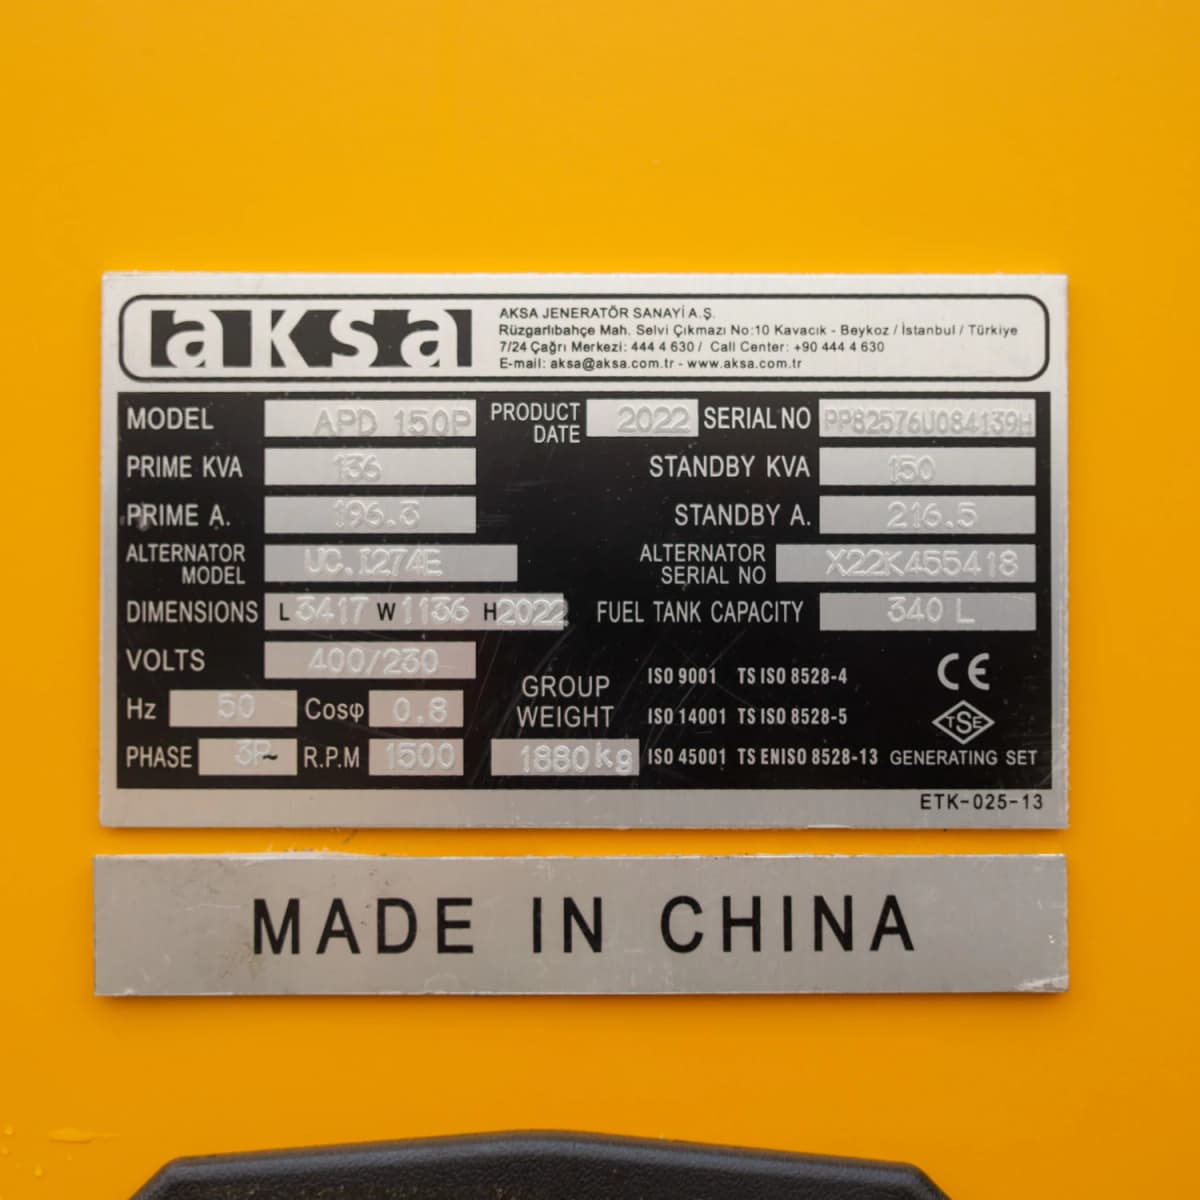 aksa
AKSA JENERATÖR SANAYİ A.Ş.
Rüzgarlıbahçe Mah. Selvi Çıkmazı No:10 Kavacık - Beykoz / İstanbul / Türkiye
7/24 Çağrı Merkezi: 444 4 630 / Call Center: +90 444 4 630
E-mail: aksa@aksa.com.tr - www.aksa.com.tr
MODEL APD 150P PRODUCT DATE 2022 SERIAL NO PP82576U084139H
PRIME KVA 136 STANDBY KVA 150
PRIME A. 196.3 STANDBY A. 216.5
ALTERNATOR MODEL UC.I274E ALTERNATOR SERIAL NO X22K455418
DIMENSIONS L 3417 W 1136 H 2022 FUEL TANK CAPACITY 340 L
VOLTS 400/230
GROUP WEIGHT 1880kg
Hz 50 Cosφ 0.8
PHASE 3P~ R.P.M 1500
ISO 9001 TS ISO 8528-4
ISO 14001 TS ISO 8528-5
ISO 45001 TS EN ISO 8528-13
CE
TSE
GENERATING SET
ETK-025-13
MADE IN CHINA